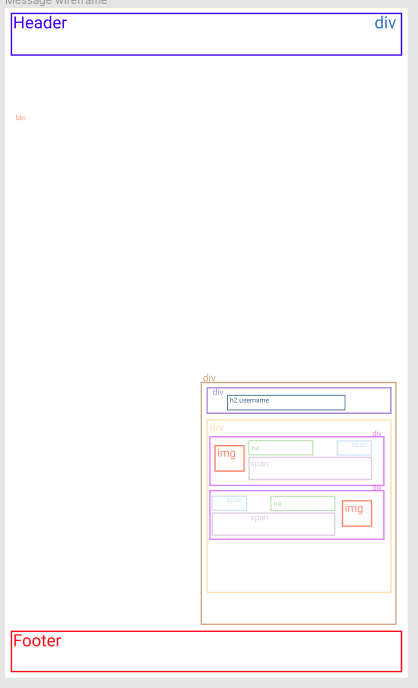 Message wireframe
Header div
btn
div
div
h2.username
div
div
img h4 span
span
div
span h4 img
span
Footer